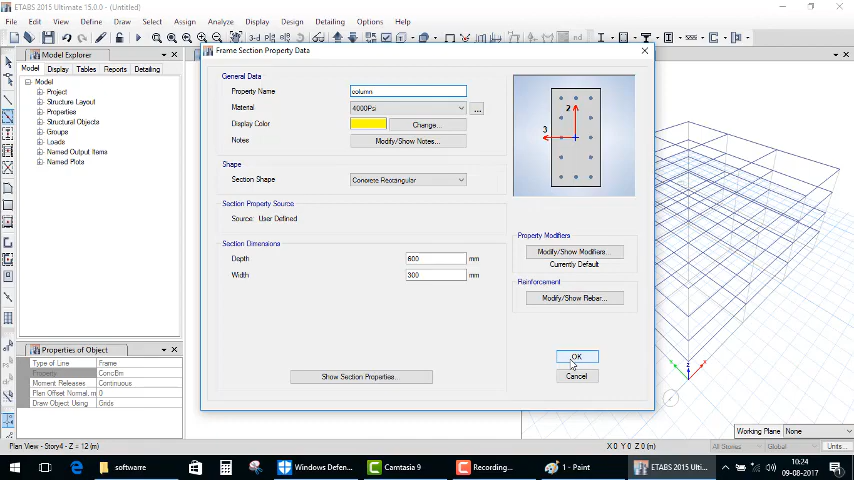 ETABS 2015 Ultimate 15.0.0 - (Untitled)
File Edit View Define Draw Select Assign Analyze Display Design Detailing Options Tools Help
Model Explorer
Model Display Tables Reports Detailing
Model
Project
Structure Layout
Properties
Structural Objects
Groups
Loads
Named Output Items
Named Plots
Properties of Object
Type of Line Frame
Property ConcBm
Moment Releases Continuous
Plan Offset Normal, m 0
Draw Object Using Grids
Frame Section Property Data
General Data
Property Name column
Material 4000Psi ...
Display Color Change...
Notes Modify/Show Notes...
Shape
Section Shape Concrete Rectangular
Section Property Source
Source: User Defined
Section Dimensions
Depth 600 mm
Width 300 mm
Show Section Properties...
2
3
Property Modifiers
Modify/Show Modifiers...
Currently Default
Reinforcement
Modify/Show Rebar...
OK
Cancel
Z
Working Plane None
Plan View - Story4 - Z = 12 (m) X 0 Y 0 Z 0 (m) All Stories Global Units...
softwarre Windows Defen... Camtasia 9 Recording... 1 - Paint ETABS 2015 Ulti...
10:24
09-08-2017